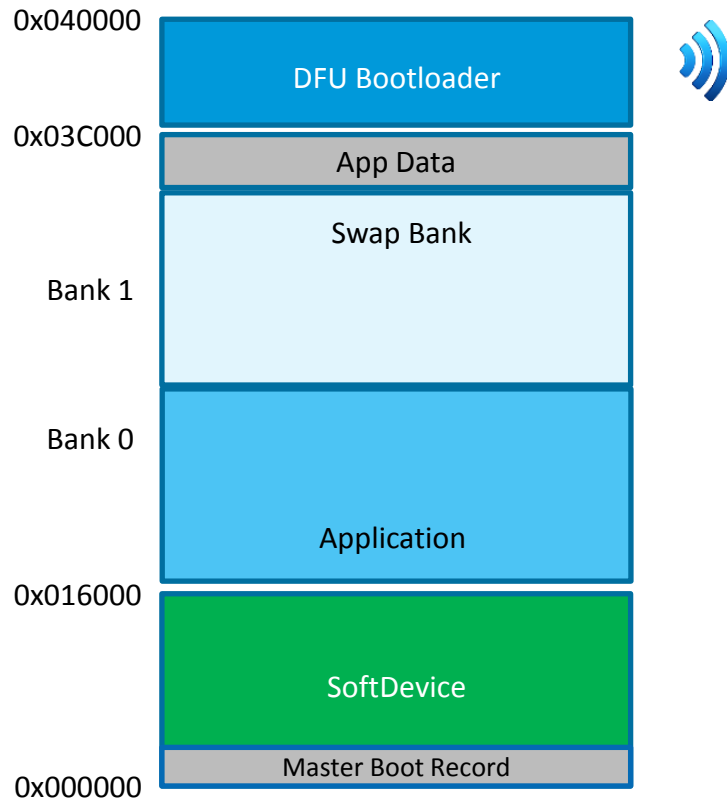 0x040000
DFU Bootloader
0x03C000
App Data
Swap Bank
Bank 1
Bank 0
Application
0x016000
SoftDevice
Master Boot Record
0x000000